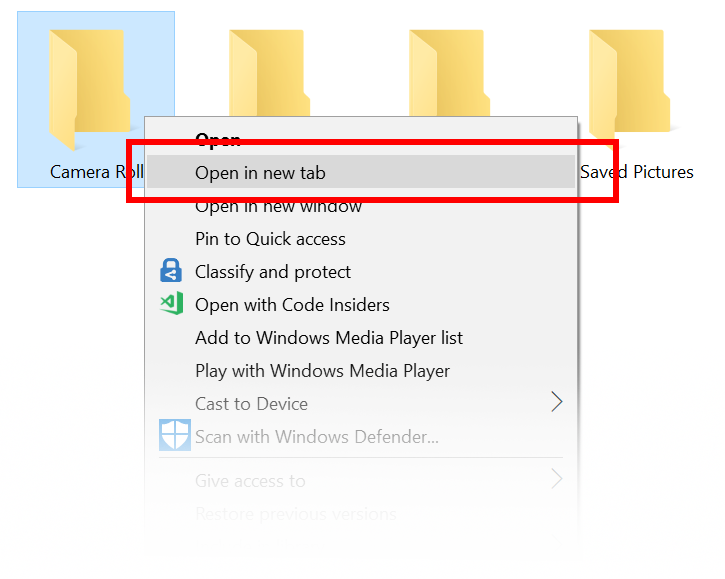 Camera Roll
Saved Pictures
Open
Open in new tab
Open in new window
Pin to Quick access
Classify and protect
Open with Code Insiders
Add to Windows Media Player list
Play with Windows Media Player
Cast to Device
Scan with Windows Defender...
Give access to
Restore previous versions